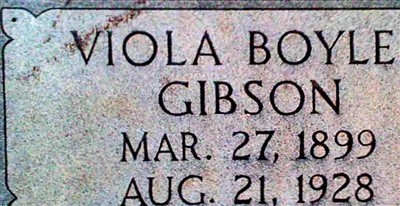 VIOLA BOYLE
GIBSON
MAR. 27, 1899
AUG. 21, 1928